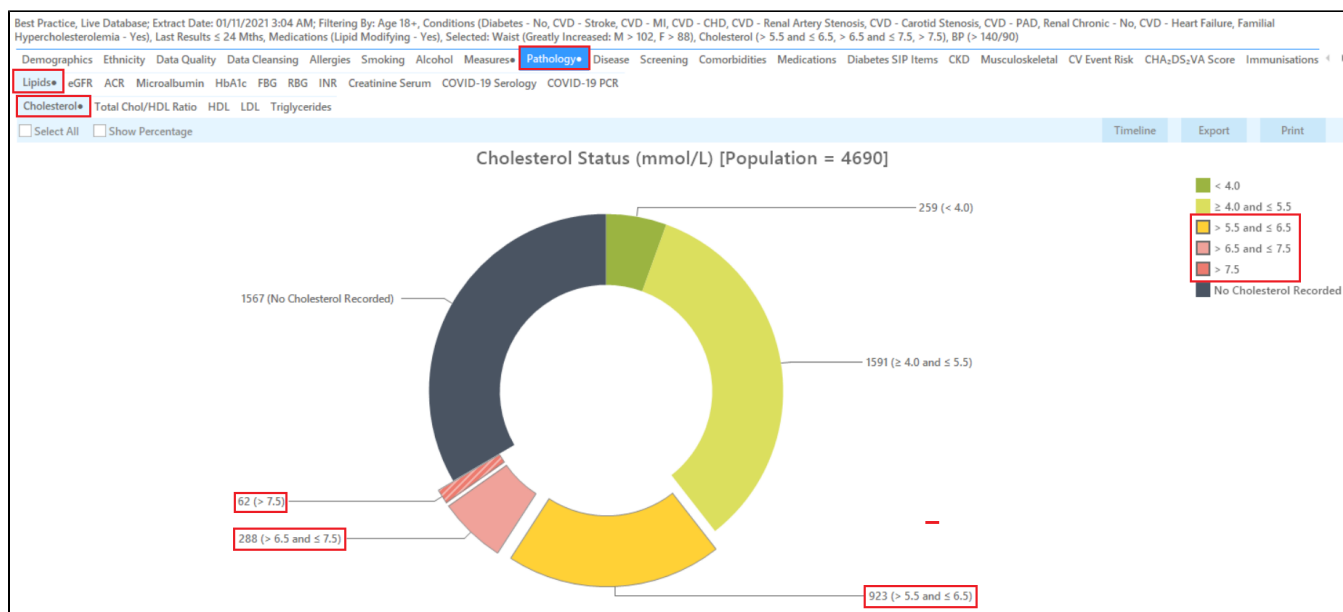 Best Practice, Live Database; Extract Date: 01/11/2021 3:04 AM; Filtering By: Age 18+, Conditions (Diabetes - No, CVD - Stroke, CVD - MI, CVD - CHD, CVD - Renal Artery Stenosis, CVD - Carotid Stenosis, CVD - PAD, Renal Chronic - No, CVD - Heart Failure, Familial
Hypercholesterolemia - Yes), Last Results ≤ 24 Mths, Medications (Lipid Modifying - Yes), Selected: Waist (Greatly Increased: M > 102, F > 88), Cholesterol (> 5.5 and ≤ 6.5, > 6.5 and ≤ 7.5, > 7.5), BP (> 140/90)
Demographics Ethnicity Data Quality Data Cleansing Allergies Smoking Alcohol Measures• Pathology• Disease Screening Comorbidities Medications Diabetes SIP Items CKD Musculoskeletal CV Event Risk CHA₂DS₂VA Score Immunisations
Lipids• eGFR ACR Microalbumin HbA1c FBG RBG INR Creatinine Serum COVID-19 Serology COVID-19 PCR
Cholesterol• Total Chol/HDL Ratio HDL LDL Triglycerides
Select All Show Percentage Timeline Export Print
Cholesterol Status (mmol/L) [Population = 4690]
< 4.0
≥ 4.0 and ≤ 5.5
> 5.5 and ≤ 6.5
> 6.5 and ≤ 7.5
> 7.5
No Cholesterol Recorded
259 (< 4.0)
1567 (No Cholesterol Recorded)
1591 (≥ 4.0 and ≤ 5.5)
62 (> 7.5)
288 (> 6.5 and ≤ 7.5)
923 (> 5.5 and ≤ 6.5)